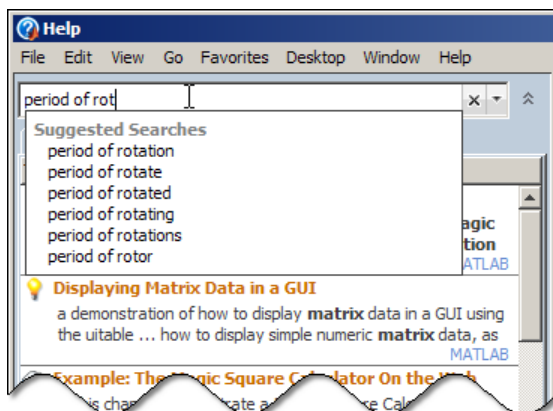 Help
File Edit View Go Favorites Desktop Window Help
period of rot
Suggested Searches
period of rotation
period of rotate
period of rotated
period of rotating
period of rotations
period of rotor
agic
tion
ATLAB
Displaying Matrix Data in a GUI
a demonstration of how to display matrix data in a GUI using
the uitable ... how to display simple numeric matrix data, as
MATLAB
Example: The Magic Square Calculator On the Web